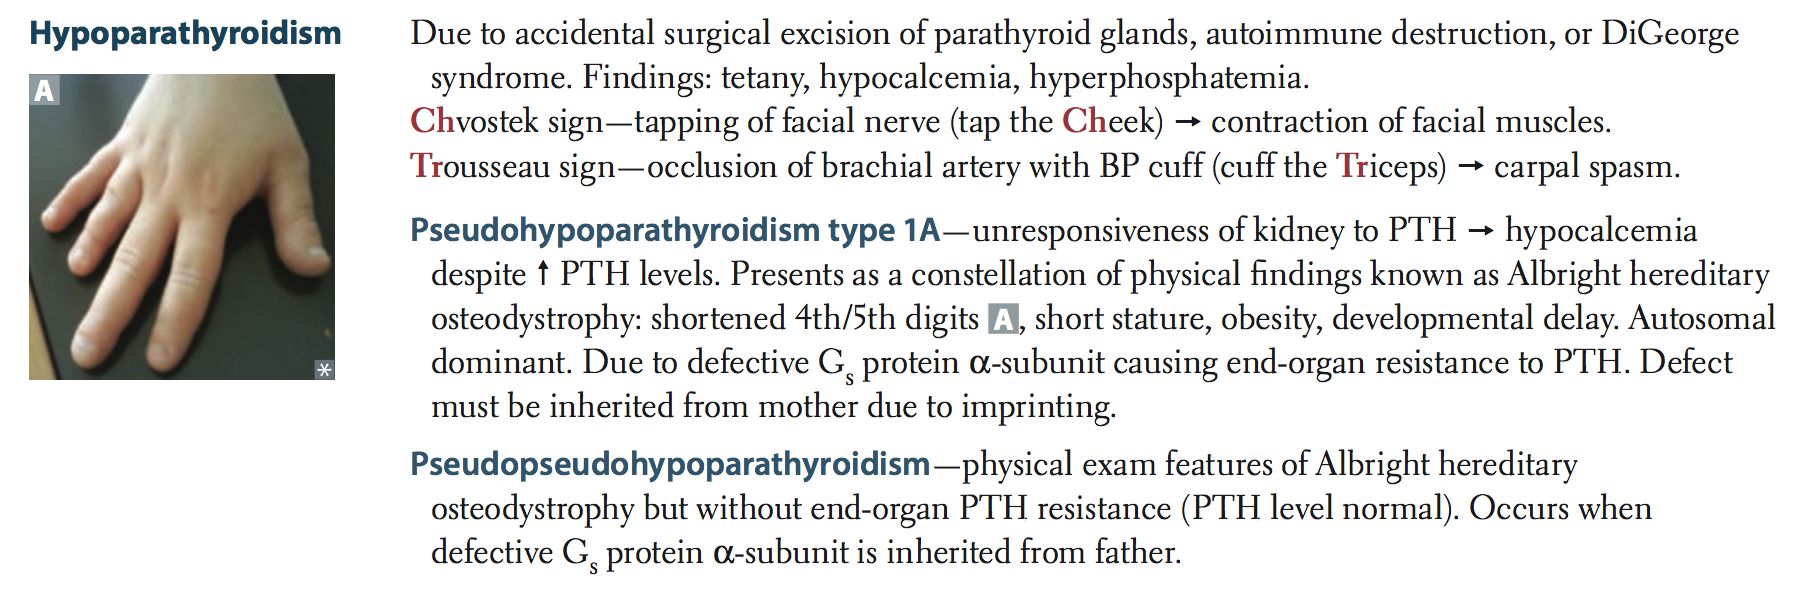 Hypoparathyroidism
A
*
Due to accidental surgical excision of parathyroid glands, autoimmune destruction, or DiGeorge
syndrome. Findings: tetany, hypocalcemia, hyperphosphatemia.
Chvostek sign—tapping of facial nerve (tap the Cheek) → contraction of facial muscles.
Trousseau sign—occlusion of brachial artery with BP cuff (cuff the Triceps) → carpal spasm.
Pseudohypoparathyroidism type 1A—unresponsiveness of kidney to PTH → hypocalcemia
despite ↑ PTH levels. Presents as a constellation of physical findings known as Albright hereditary
osteodystrophy: shortened 4th/5th digits A, short stature, obesity, developmental delay. Autosomal
dominant. Due to defective Gs protein α-subunit causing end-organ resistance to PTH. Defect
must be inherited from mother due to imprinting.
Pseudopseudohypoparathyroidism—physical exam features of Albright hereditary
osteodystrophy but without end-organ PTH resistance (PTH level normal). Occurs when
defective Gs protein α-subunit is inherited from father.